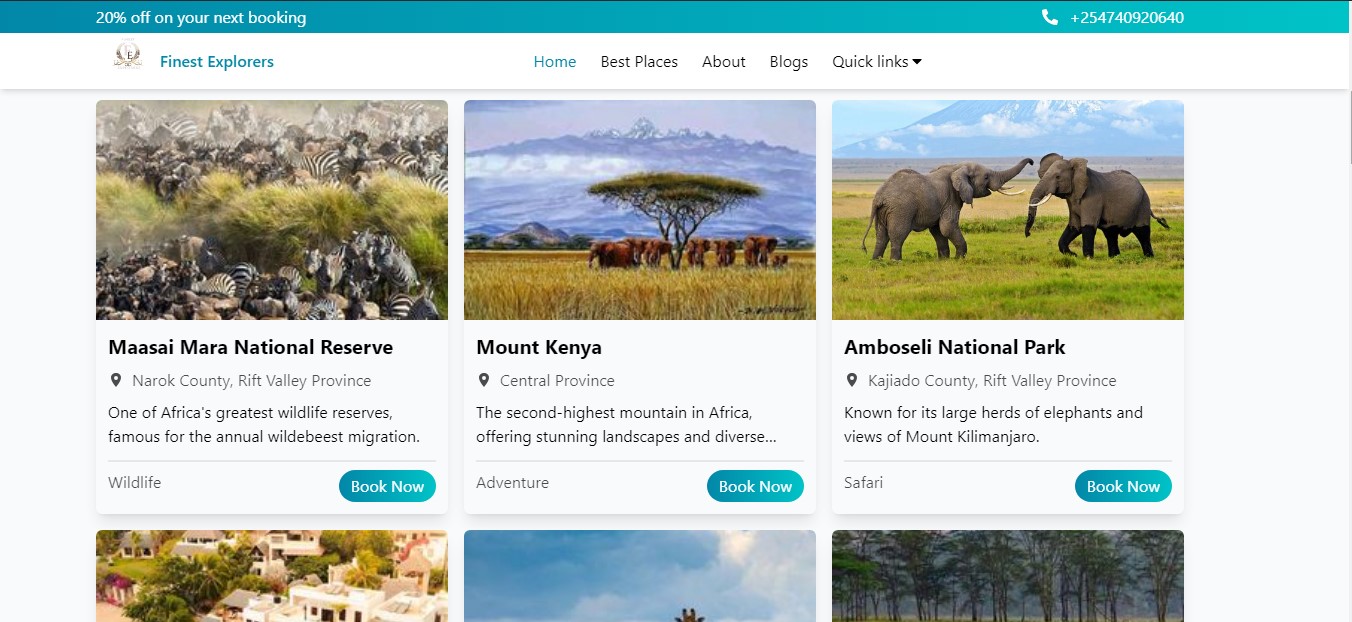 20% off on your next booking
+254740920640
Finest Explorers
Home
Best Places
About
Blogs
Quick links
Maasai Mara National Reserve
Narok County, Rift Valley Province
One of Africa's greatest wildlife reserves,
famous for the annual wildebeest migration.
Wildlife
Book Now
Mount Kenya
Central Province
The second-highest mountain in Africa,
offering stunning landscapes and diverse...
Adventure
Book Now
Amboseli National Park
Kajiado County, Rift Valley Province
Known for its large herds of elephants and
views of Mount Kilimanjaro.
Safari
Book Now